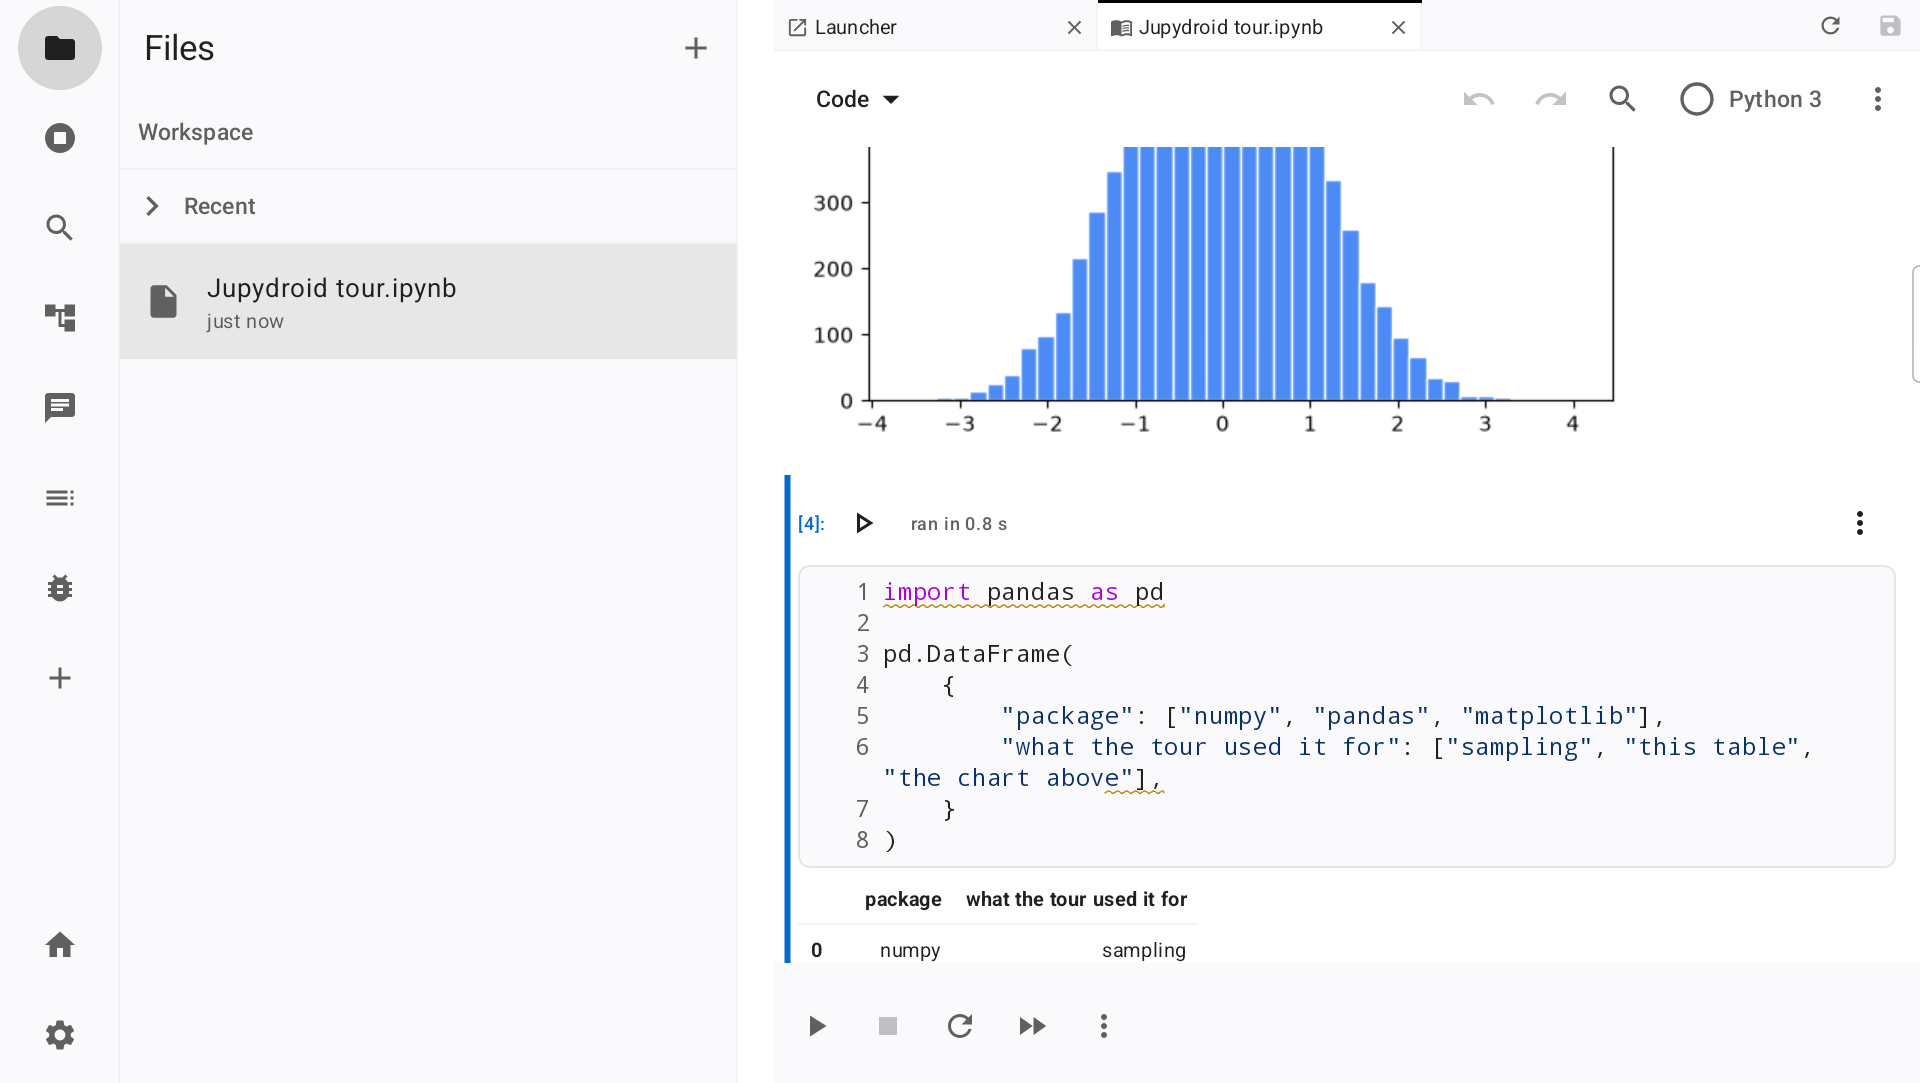 Files
Workspace
Recent
Jupydroid tour.ipynb
just now
Launcher
Jupydroid tour.ipynb
Code
Python 3
300
200
100
0
−4 −3 −2 −1 0 1 2 3 4
[4]:
ran in 0.8 s
1 import pandas as pd
2
3 pd.DataFrame(
4 {
5 "package": ["numpy", "pandas", "matplotlib"],
6 "what the tour used it for": ["sampling", "this table",
"the chart above"],
7 }
8 )
package what the tour used it for
0 numpy sampling